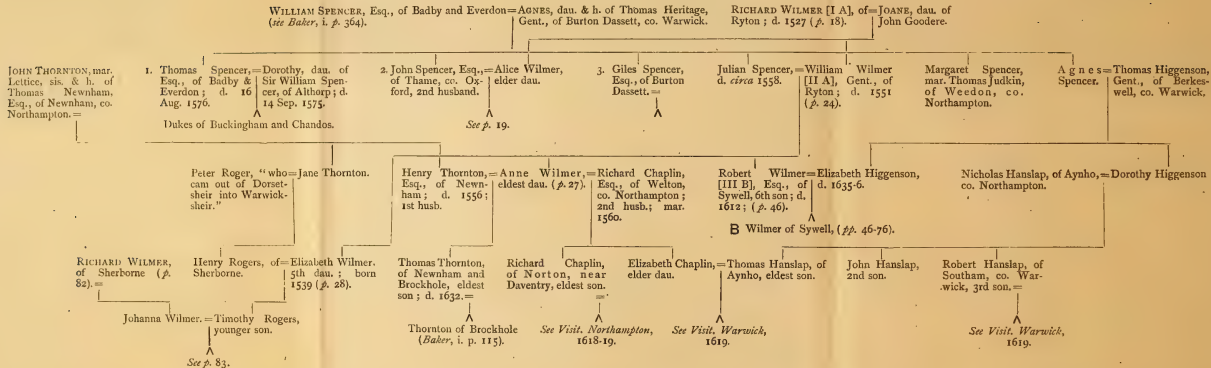 WILLIAM SPENCER, Esq., of Badby and Everdon=AGNES, dau. & h. of Thomas Heritage,
(see Baker, i. p. 364). Gent., of Burton Dassett, co. Warwick.
RICHARD WILMER [I A], of=JOANE, dau. of
Ryton ; d. 1527 (p. 18). John Goodere.
JOHN THORNTON, mar.
Lettice, sis. & h. of
Thomas Newnham,
Esq., of Newnham, co.
Northampton.=
1. Thomas Spencer,=Dorothy, dau. of
Esq., of Badby & Sir William Spen-
Everdon ; d. 16 cer, of Althorp ; d.
Aug. 1576. 14 Sep. 1575.
Dukes of Buckingham and Chandos.
2. John Spencer, Esq.,=Alice Wilmer,
of Thame, co. Ox- elder dau.
ford, 2nd husband.
See p. 19.
3. Giles Spencer,
Esq., of Burton
Dassett.=
Julian Spencer,=William Wilmer
d. circa 1558. [II A], Gent., of
Ryton ; d. 1551
(p. 24).
Margaret Spencer,
mar. Thomas Judkin,
of Weedon, co.
Northampton.
Agnes=Thomas Higgenson,
Spencer. Gent., of Berkes-
well, co. Warwick.
Peter Roger, "who=Jane Thornton.
cam out of Dorset-
sheir into Warwick-
sheir."
Henry Thornton,=Anne Wilmer,=Richard Chaplin,
Esq., of Newn- eldest dau. (p. 27). Esq., of Welton,
ham ; d. 1556 ; co. Northampton ;
1st husb. 2nd husb. ; mar.
1560.
Robert Wilmer=Elizabeth Higgenson,
[III B], Esq., of d. 1635-6.
Sywell, 6th son ; d.
1612 ; (p. 46).
B Wilmer of Sywell, (pp. 46-76).
Nicholas Hanslap, of Aynho,=Dorothy Higgenson
co. Northampton.
RICHARD WILMER,
of Sherborne (p.
82).=
Henry Rogers, of=Elizabeth Wilmer.
Sherborne. 5th dau. ; born
1539 (p. 28).
Thomas Thornton,
of Newnham and
Brockhole, eldest
son ; d. 1632.=
Richard Chaplin,
of Norton, near
Daventry, eldest son.
=
Elizabeth Chaplin,=Thomas Hanslap, of
elder dau. Aynho, eldest son.
John Hanslap,
2nd son.
Robert Hanslap, of
Southam, co. War-
wick, 3rd son.=
Johanna Wilmer.=Timothy Rogers,
younger son.
See p. 83.
Thornton of Brockhole
(Baker, i. p. 115).
See Visit. Northampton,
1618-19.
See Visit. Warwick,
1619.
See Visit. Warwick,
1619.